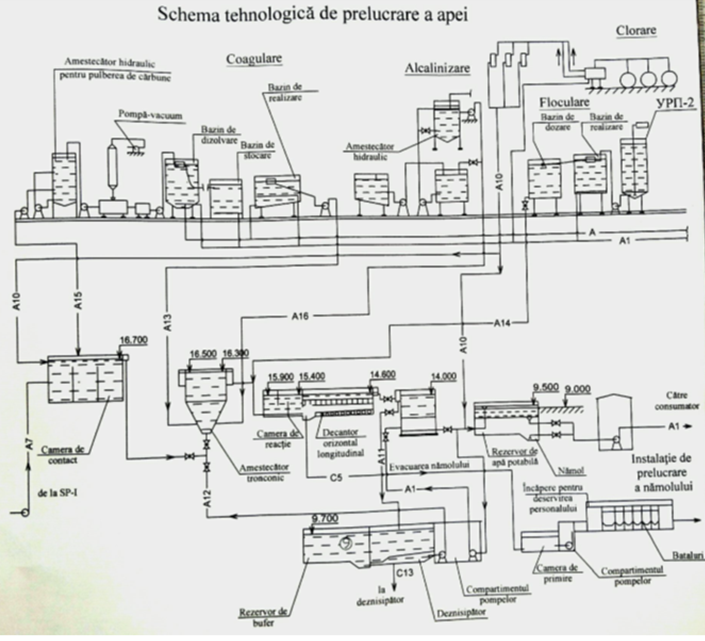 Schema tehnologică de prelucrare a apei
Amestecător hidraulic
pentru pulberea de cărbune
Pompă-vacuum
Coagulare
Bazin de
dizolvare
Bazin de
stocare
Bazin de
realizare
Alcalinizare
Amestecător
hidraulic
Clorare
Floculare
Bazin de
dozare
Bazin de
realizare
УРП-2
A
A1
A10
A10
A15
A13
A16
A14
A10
16.700
16.500
16.300
15.900
15.400
14.600
14.000
9.500
9.000
Către
consumator
A1
A7
Camera de
contact
de la SP-I
Amestecător
tronconic
A12
Camera de
reacție
Decantor
orizontal
longitudinal
C5
A11
Evacuarea nămolului
A1
Rezervor de
apă potabilă
Nămol
Instalație de
prelucrare
a nămolului
Încăpere pentru
deservirea
personalului
9.700
C13
la
deznisipător
Rezervor de
bufer
Deznisipător
Compartimentul
pompelor
Camera de
primire
Compartimentul
pompelor
Bataluri